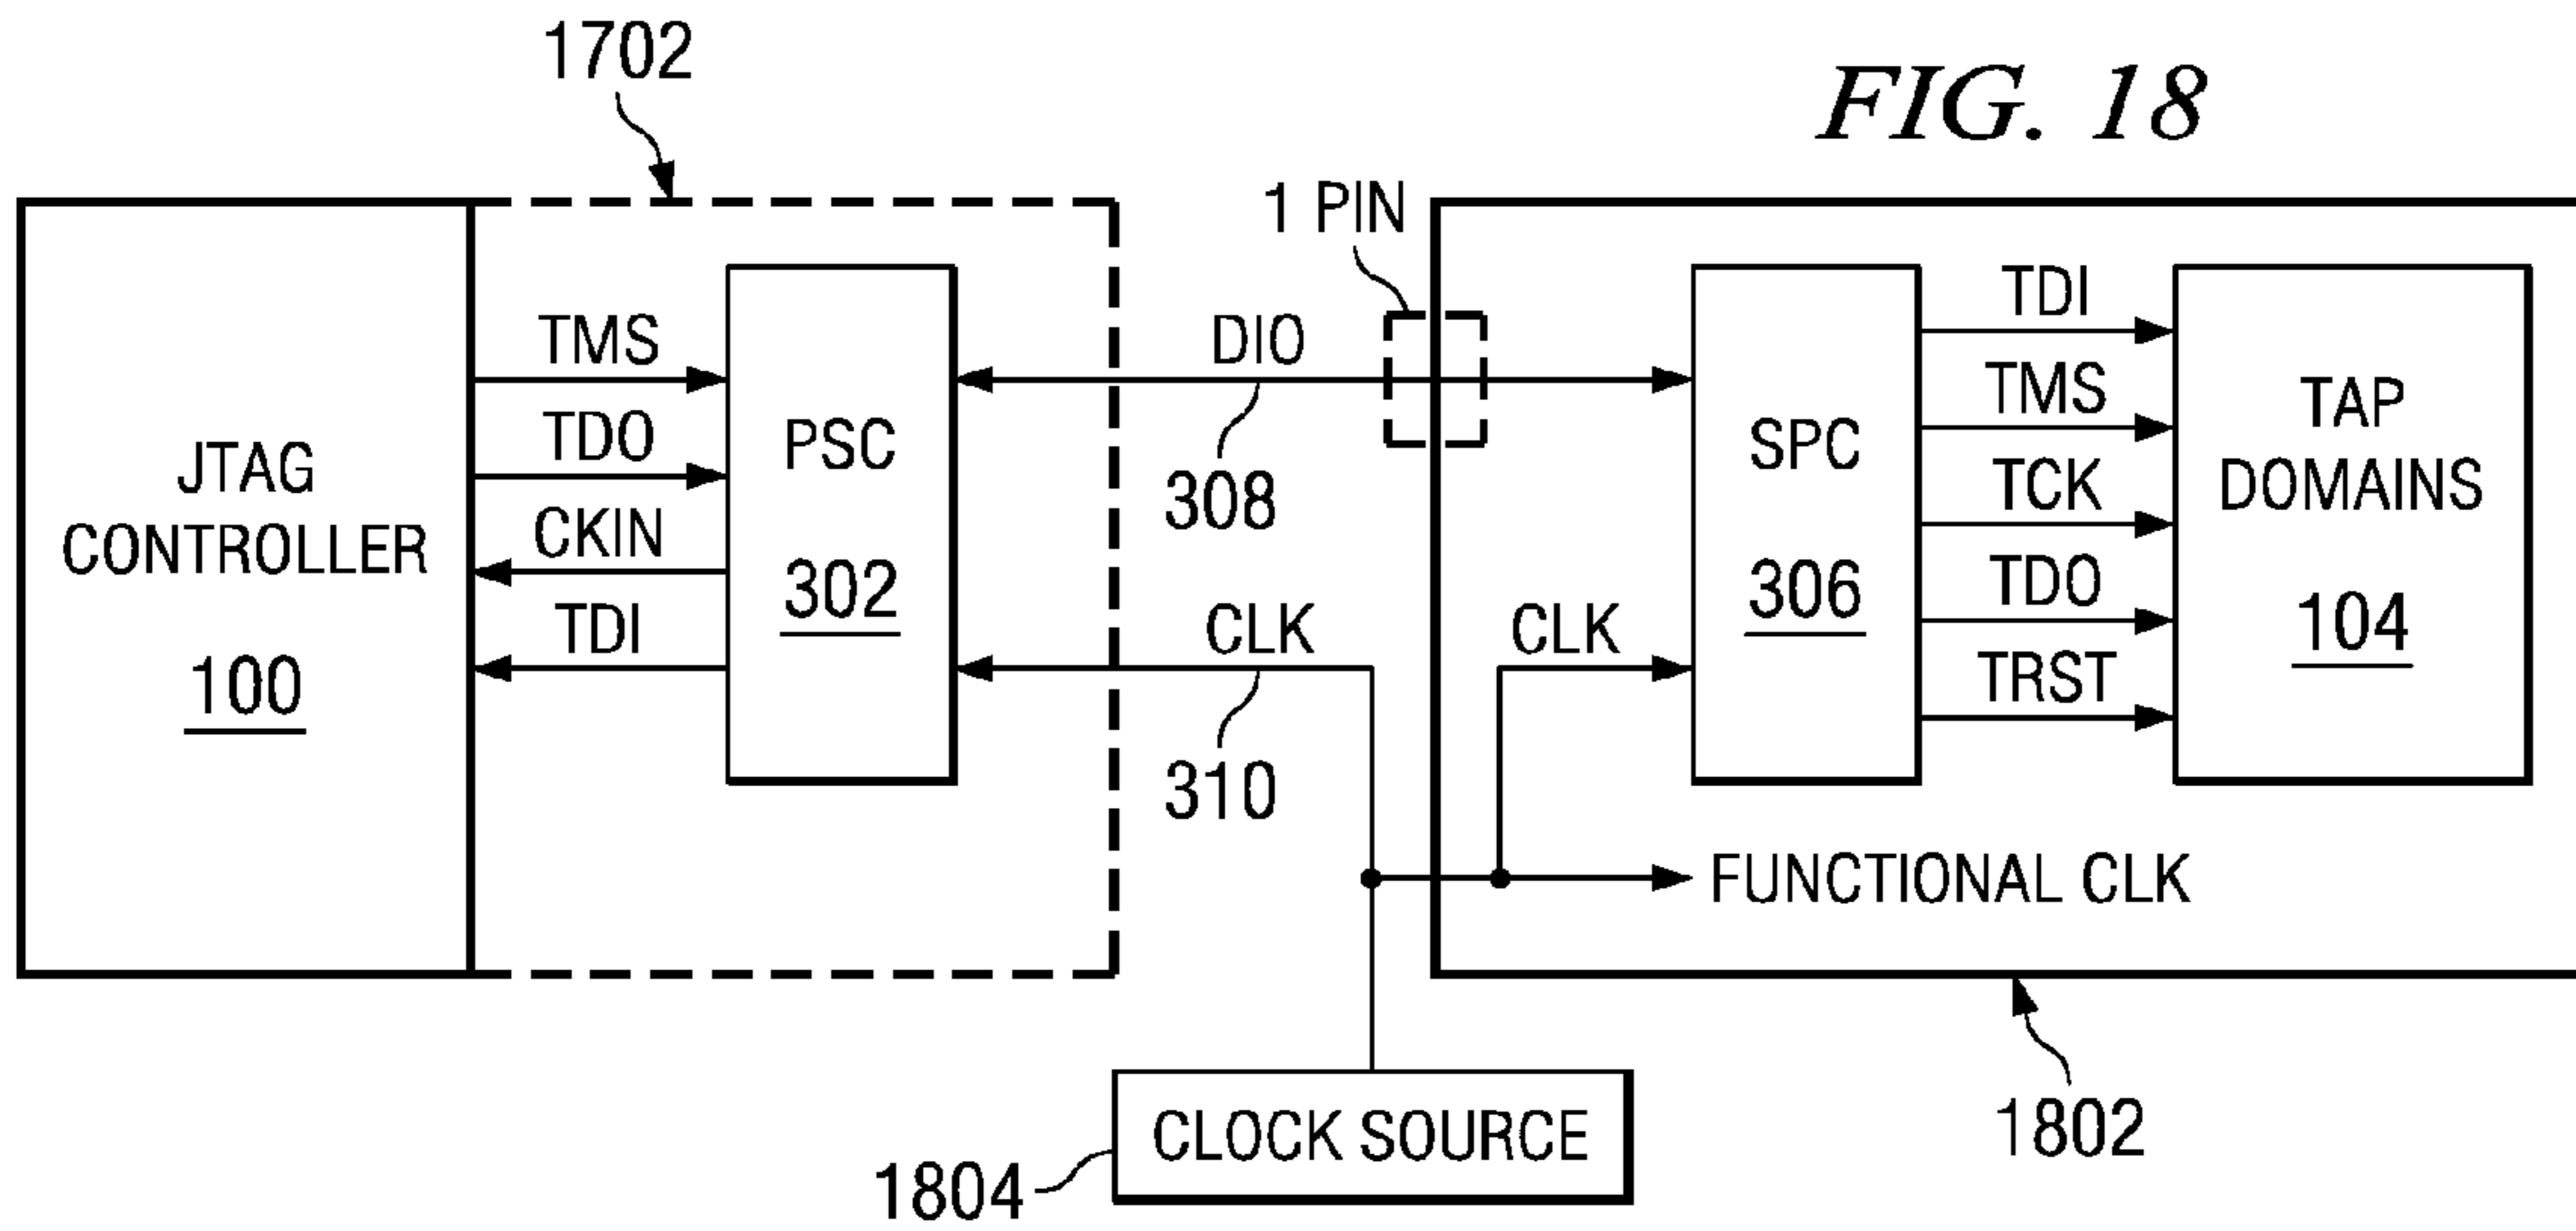 1702
FIG. 18
1 PIN
JTAG
CONTROLLER
100
TMS
TDO
CKIN
TDI
PSC
302
DIO
308
CLK
310
CLK
SPC
306
TDI
TMS
TCK
TDO
TRST
TAP
DOMAINS
104
FUNCTIONAL CLK
CLOCK SOURCE
1804
1802